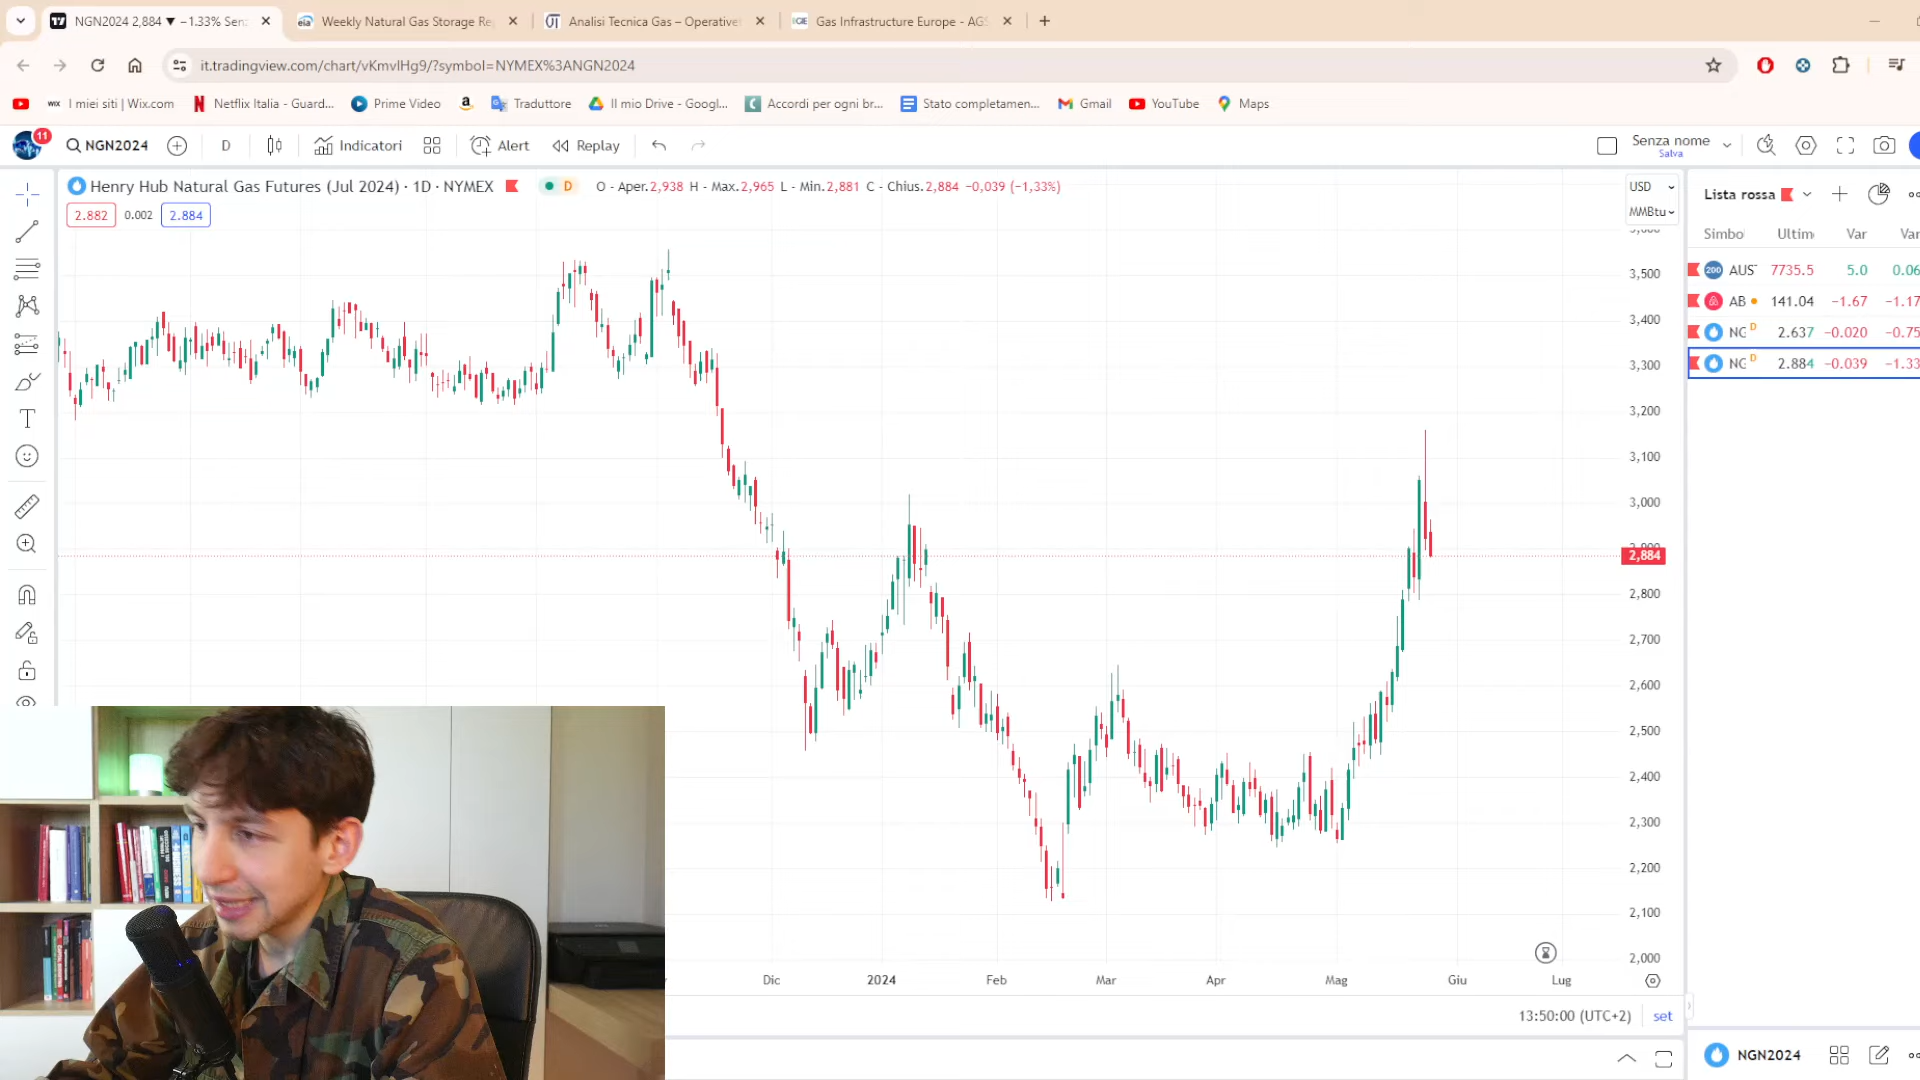 NGN2024 2,884 ▼ −1.33% Senz
Weekly Natural Gas Storage Re
Analisi Tecnica Gas – Operativei
Gas Infrastructure Europe - AGS
it.tradingview.com/chart/vKmvlHg9/?symbol=NYMEX%3ANGN2024
I miei siti | Wix.com
Netflix Italia - Guard...
Prime Video
Traduttore
Il mio Drive - Googl...
Accordi per ogni br...
Stato completamen...
Gmail
YouTube
Maps
11
NGN2024
D
Indicatori
Alert
Replay
Senza nome
Salva
Henry Hub Natural Gas Futures (Jul 2024) · 1D · NYMEX
D
O - Aper.2,938 H - Max.2,965 L - Min.2,881 C - Chius.2,884 −0,039 (−1,33%)
2.882
0.002
2.884
USD
MMBtu
3,500
3,400
3,300
3,200
3,100
3,000
2,884
2,800
2,700
2,600
2,500
2,400
2,300
2,200
2,100
2,000
Dic
2024
Feb
Mar
Apr
Mag
Giu
Lug
13:50:00 (UTC+2)
set
Lista rossa
Simbo
Ultim
Var
Var
200 AUS 7735.5 5.0 0.06
AB 141.04 −1.67 −1.17
NG D 2.637 −0.020 −0.75
NG D 2.884 −0.039 −1.33
NGN2024